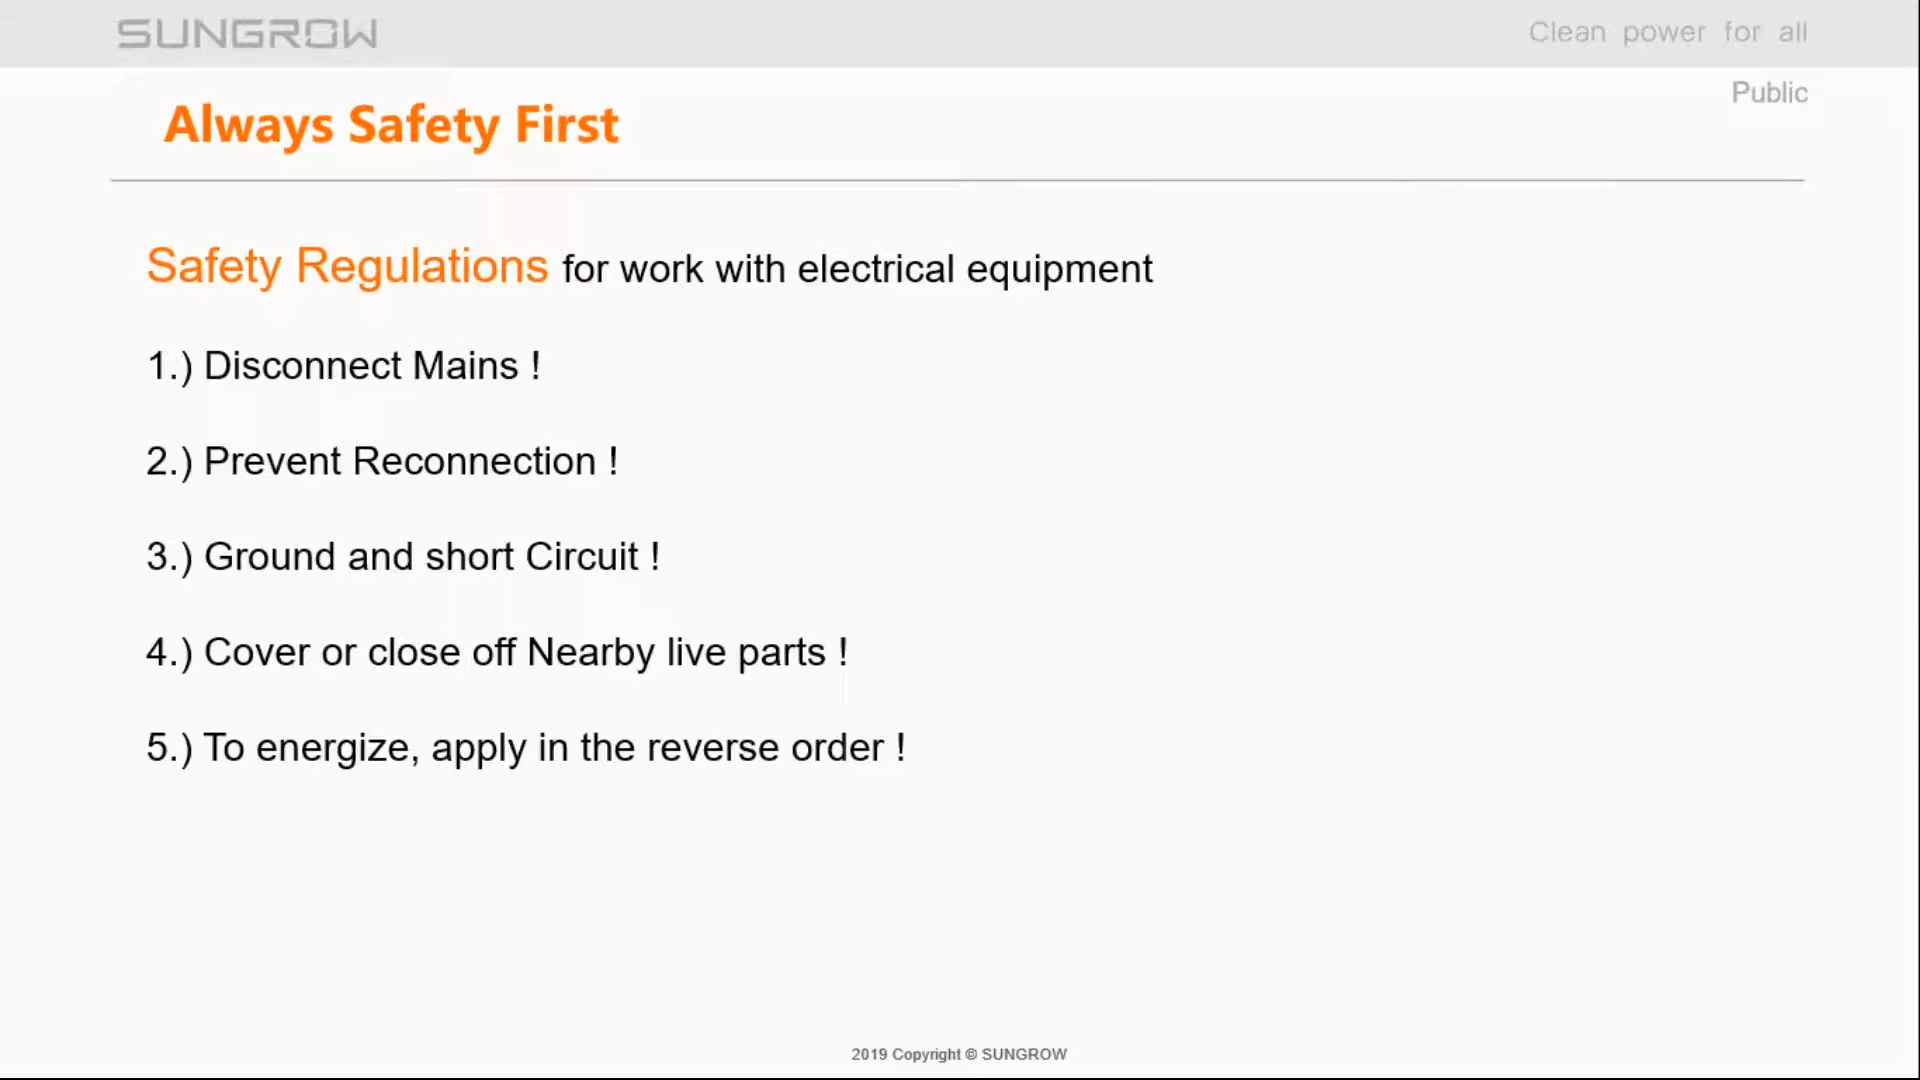 SUNGROW
Clean power for all
Public
Always Safety First
Safety Regulations for work with electrical equipment
1.) Disconnect Mains !
2.) Prevent Reconnection !
3.) Ground and short Circuit !
4.) Cover or close off Nearby live parts !
5.) To energize, apply in the reverse order !
2019 Copyright © SUNGROW